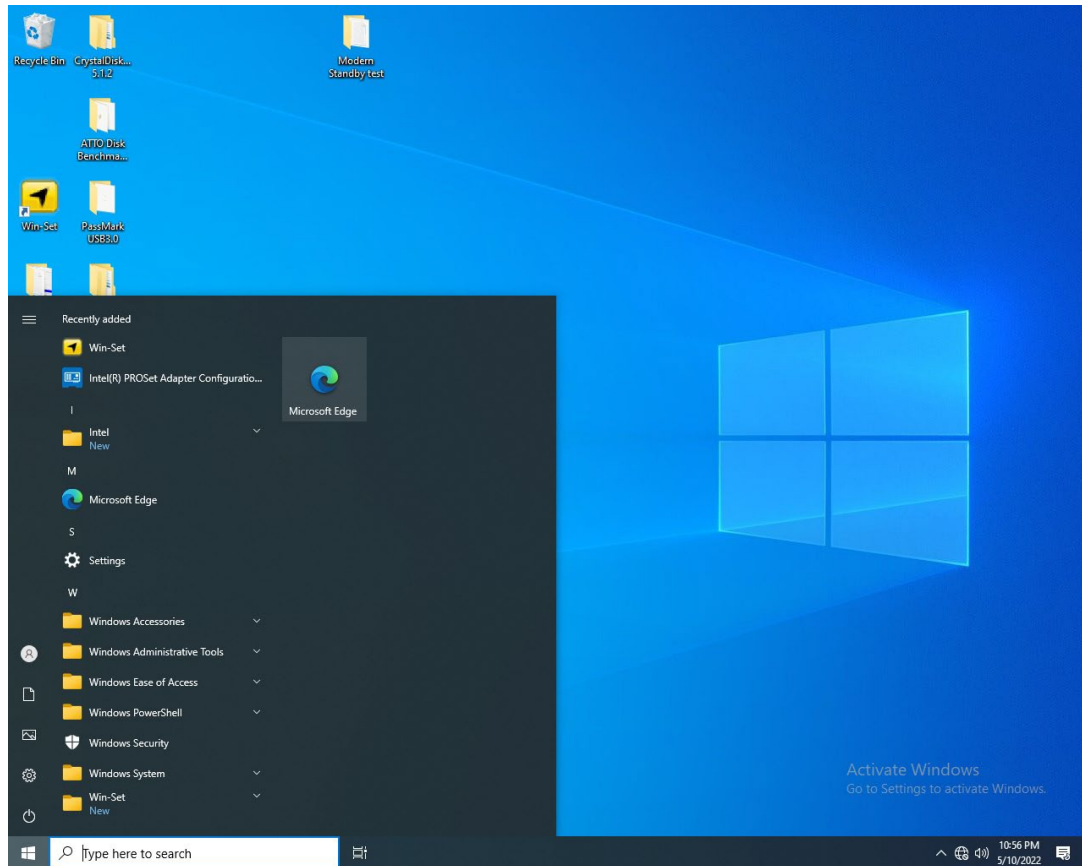 Recycle Bin
CrystalDisk...
5.1.2
Modern
Standby test
ATTO Disk
Benchma...
Win-Set
PassMark
USB3.0
Recently added
Win-Set
Intel(R) PROSet Adapter Configuratio...
I
Intel
New
M
Microsoft Edge
S
Settings
W
Windows Accessories
Windows Administrative Tools
Windows Ease of Access
Windows PowerShell
Windows Security
Windows System
Win-Set
New
Microsoft Edge
Activate Windows
Go to Settings to activate Windows.
Type here to search
10:56 PM
5/10/2022